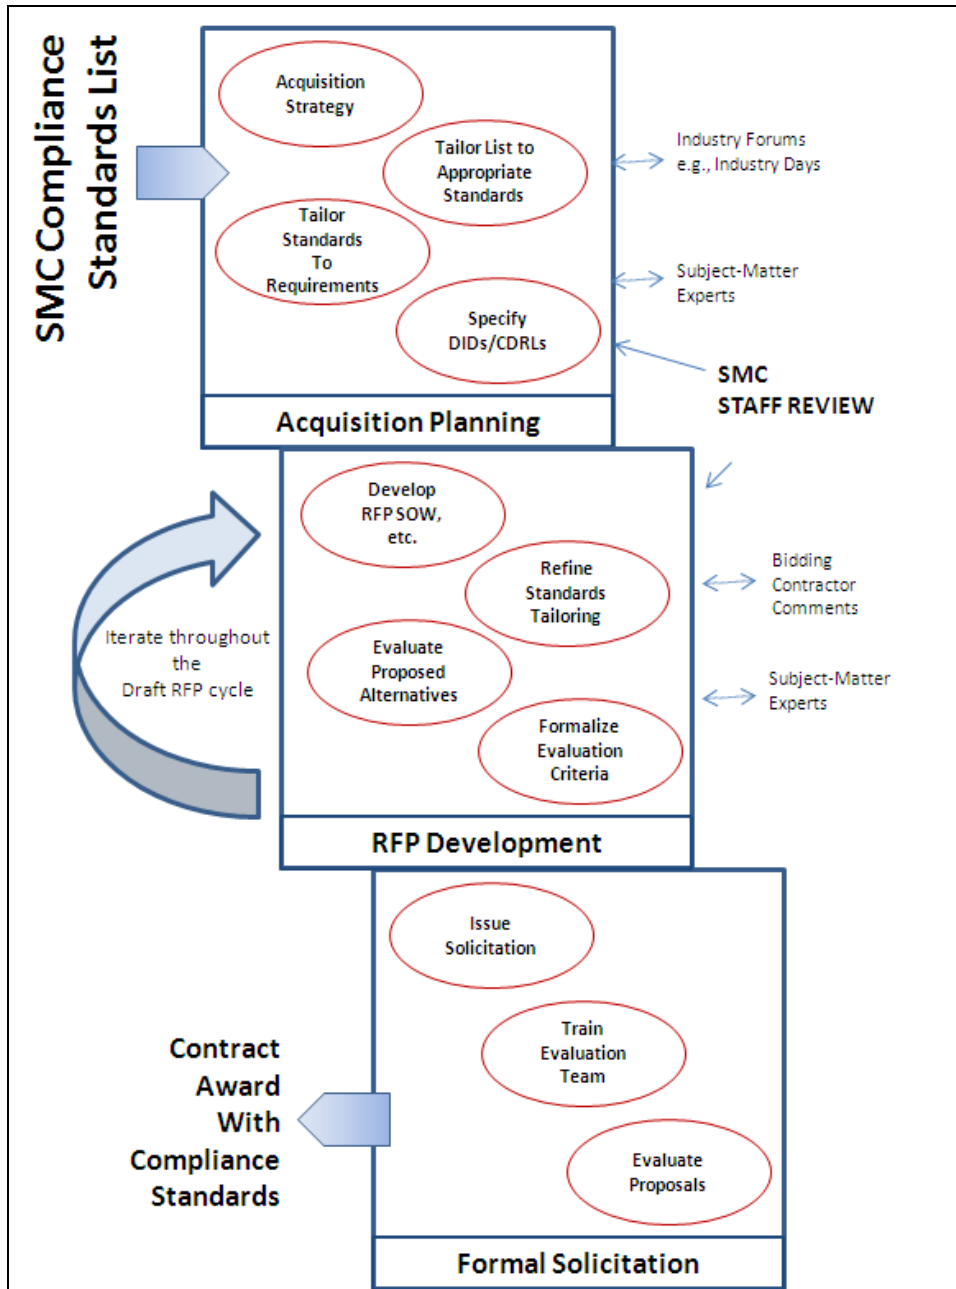 SMC Compliance
Standards List
Acquisition
Strategy
Tailor List to
Appropriate
Standards
Tailor
Standards
To
Requirements
Specify
DIDs/CDRLs
Industry Forums
e.g., Industry Days
Subject-Matter
Experts
SMC
STAFF REVIEW
Acquisition Planning
Develop
RFP SOW,
etc.
Refine
Standards
Tailoring
Evaluate
Proposed
Alternatives
Formalize
Evaluation
Criteria
Iterate throughout
the
Draft RFP cycle
Bidding
Contractor
Comments
Subject-Matter
Experts
RFP Development
Issue
Solicitation
Train
Evaluation
Team
Evaluate
Proposals
Contract
Award
With
Compliance
Standards
Formal Solicitation